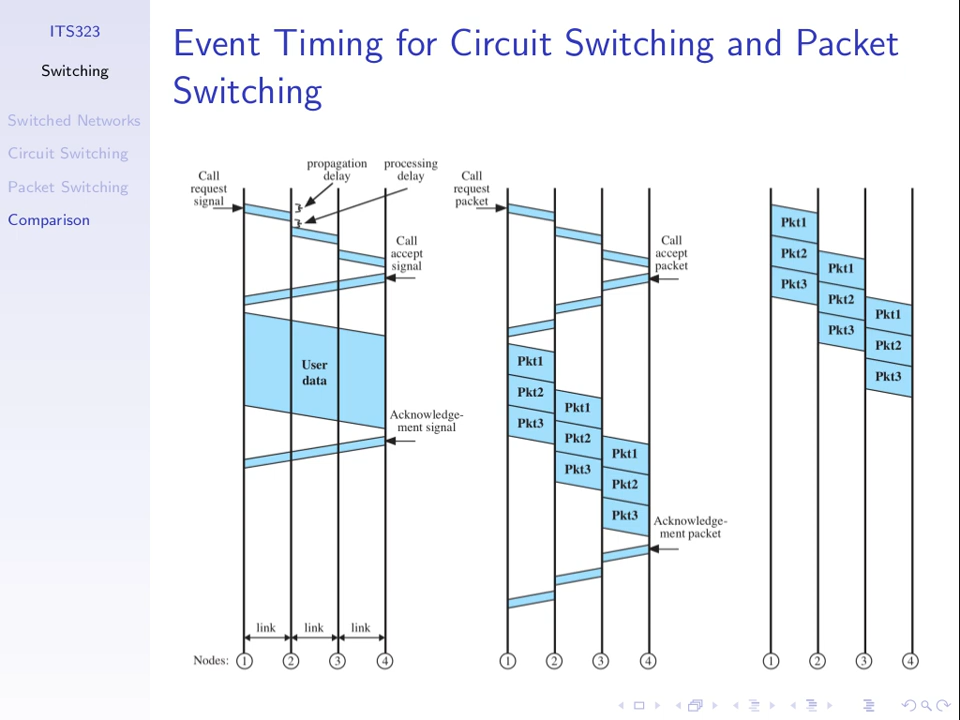 ITS323
Switching
Switched Networks
Circuit Switching
Packet Switching
Comparison
Event Timing for Circuit Switching and Packet
Switching
Call
request
signal
propagation
delay
processing
delay
Call
accept
signal
User
data
Acknowledge-
ment signal
link
link
link
Nodes:
1
2
3
4
Call
request
packet
Call
accept
packet
Pkt1
Pkt2
Pkt3
Pkt1
Pkt2
Pkt3
Pkt1
Pkt2
Pkt3
Acknowledge-
ment packet
1
2
3
4
Pkt1
Pkt2
Pkt3
Pkt1
Pkt2
Pkt3
Pkt1
Pkt2
Pkt3
1
2
3
4